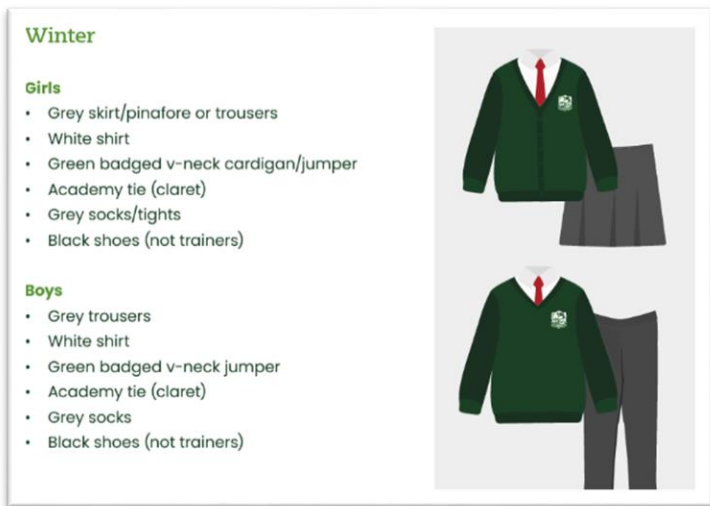 Winter
Girls
• Grey skirt/pinafore or trousers
• White shirt
• Green badged v-neck cardigan/jumper
• Academy tie (claret)
• Grey socks/tights
• Black shoes (not trainers)
Boys
• Grey trousers
• White shirt
• Green badged v-neck jumper
• Academy tie (claret)
• Grey socks
• Black shoes (not trainers)